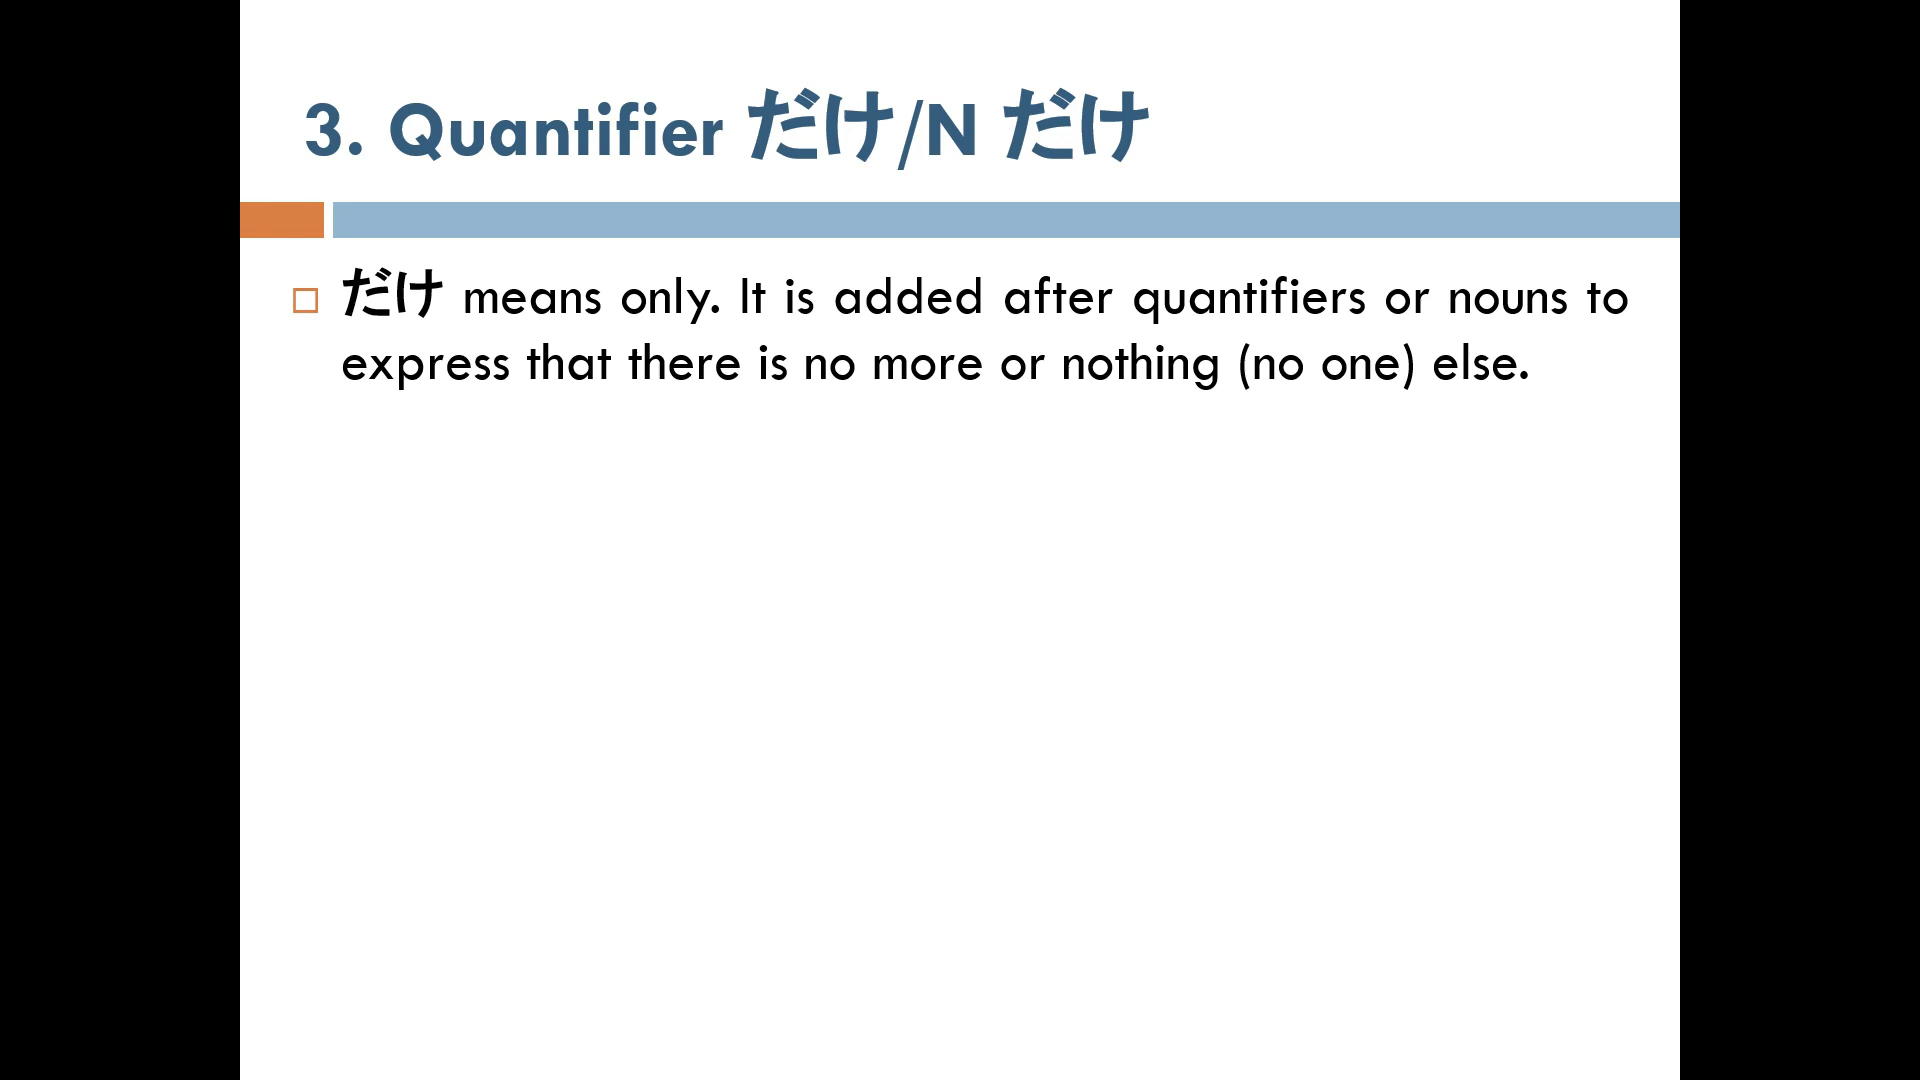 3. Quantifier だけ/N だけ
だけ means only. It is added after quantifiers or nouns to
express that there is no more or nothing (no one) else.